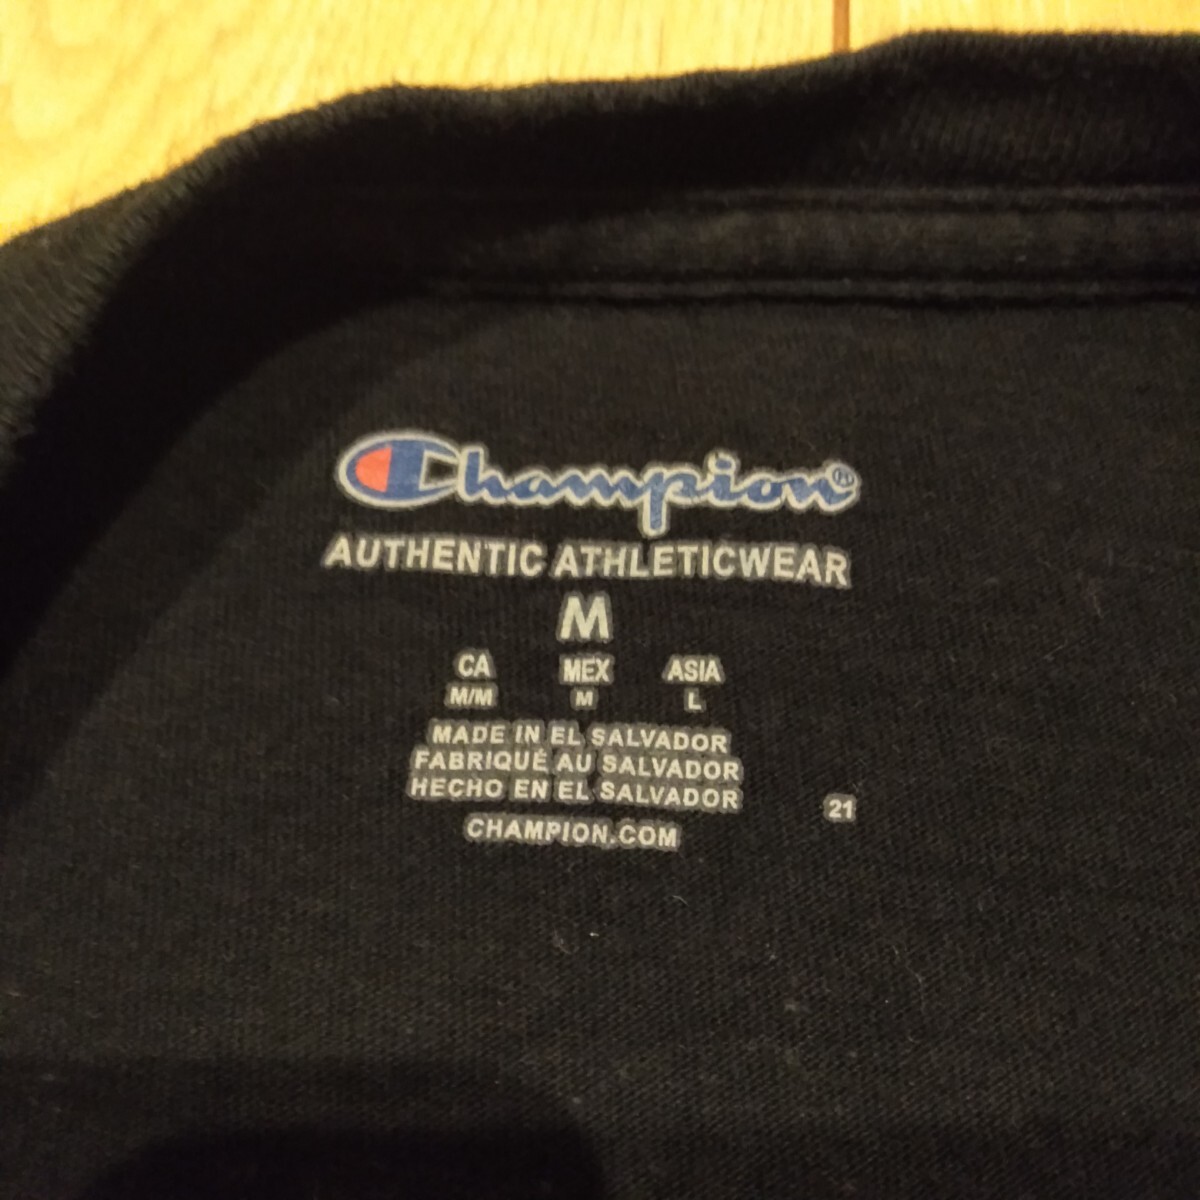 Champion®
AUTHENTIC ATHLETICWEAR
M
CA MEX ASIA
M/M M L
MADE IN EL SALVADOR
FABRIQUÉ AU SALVADOR
HECHO EN EL SALVADOR
21
CHAMPION.COM